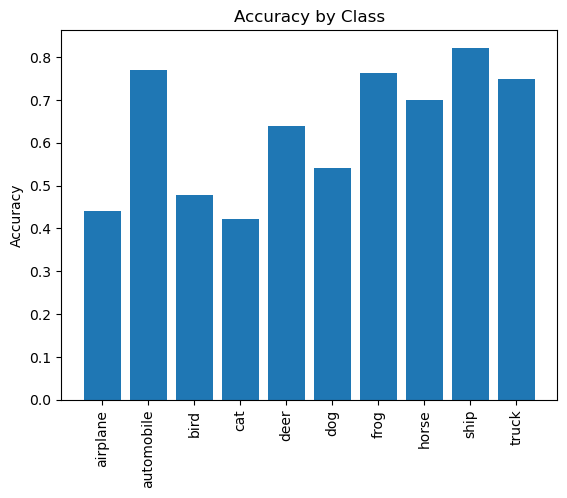 Accuracy by Class
Accuracy
0.8
0.7
0.6
0.5
0.4
0.3
0.2
0.1
0.0
airplane
automobile
bird
cat
deer
dog
frog
horse
ship
truck